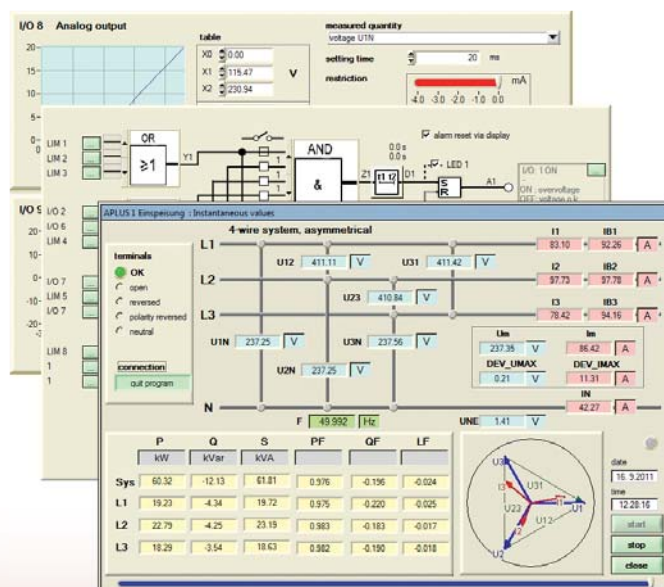 I/O 8 Analog output
table
X0 0.00
X1 115.47
X2 230.94
V
measured quantity
voltage U1N
setting time 20 ms
restriction
mA
-4.0 -3.0 -2.0 -1.0 0.0
20
15
10
5
0
LIM 1
LIM 2
LIM 3
OR
≥1
Y1
1
1
1
AND
&
0.0 s
0.0 s
Z1
t1 t2
D1
alarm reset via display
LED 1
S
R
A1
I/O: 1 ON
ON : overvoltage
I/O 9
20
10
0
-10
-20
I/O 2
I/O 6
LIM 4
I/O 7
LIM 5
I/O 7
LIM 8
1
1
APLUS 1 Einspeisung : Instantaneous values
4-wire system, asymmetrical
terminals
OK
open
reversed
polarity reversed
neutral
connection
quit program
L1
L2
L3
N
U12 411.11 V
U31 411.42 V
U23 410.84 V
U1N 237.25 V
U3N 237.56 V
U2N 237.25 V
I1 IB1
83.10 92.26 A
I2 IB2
97.73 97.78 A
I3 IB3
78.42 94.16 A
Um Im
237.35 V 86.42 A
DEV_UMAX DEV_IMAX
0.21 V 11.31 A
IN
42.27 A
F 49.992 Hz
UNE 1.41 V
P Q S PF QF LF
kW kVar kVA
Sys 60.32 -12.13 61.81 0.976 -0.196 -0.024
L1 19.23 -4.34 19.72 0.975 -0.220 -0.025
L2 22.79 -4.25 23.19 0.983 -0.183 -0.017
L3 18.29 -3.54 18.63 0.982 -0.190 -0.018
U3
U31
I3
I1
U1
U23
U12
I2
U2
date
16. 9.2011
time
12:28:16
start
stop
close